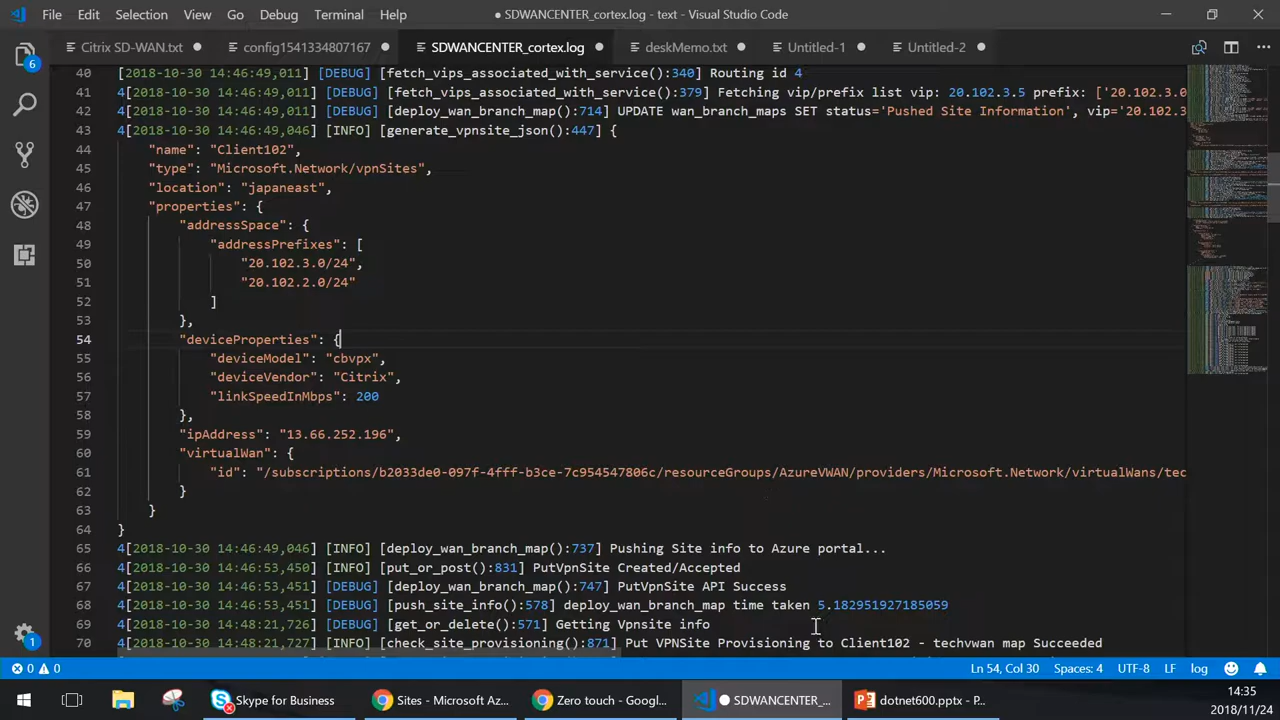 File Edit Selection View Go Debug Terminal Help
● SDWANCENTER_cortex.log - text - Visual Studio Code
Citrix SD-WAN.txt config1541334807167 SDWANCENTER_cortex.log deskMemo.txt Untitled-1 Untitled-2
40 [2018-10-30 14:46:49,011] [DEBUG] [fetch_vips_associated_with_service():340] Routing id 4
41 4[2018-10-30 14:46:49,011] [DEBUG] [fetch_vips_associated_with_service():379] Fetching vip/prefix list vip: 20.102.3.5 prefix: ['20.102.3.0
42 4[2018-10-30 14:46:49,011] [DEBUG] [deploy_wan_branch_map():714] UPDATE wan_branch_maps SET status='Pushed Site Information', vip='20.102.3
43 4[2018-10-30 14:46:49,046] [INFO] [generate_vpnsite_json():447] {
44 "name": "Client102",
45 "type": "Microsoft.Network/vpnSites",
46 "location": "japaneast",
47 "properties": {
48 "addressSpace": {
49 "addressPrefixes": [
50 "20.102.3.0/24",
51 "20.102.2.0/24"
52 ]
53 },
54 "deviceProperties": {
55 "deviceModel": "cbvpx",
56 "deviceVendor": "Citrix",
57 "linkSpeedInMbps": 200
58 },
59 "ipAddress": "13.66.252.196",
60 "virtualWan": {
61 "id": "/subscriptions/b2033de0-097f-4fff-b3ce-7c954547806c/resourceGroups/AzureVWAN/providers/Microsoft.Network/virtualWans/tec
62 }
63 }
64 }
65 4[2018-10-30 14:46:49,046] [INFO] [deploy_wan_branch_map():737] Pushing Site info to Azure portal...
66 4[2018-10-30 14:46:53,450] [INFO] [put_or_post():831] PutVpnSite Created/Accepted
67 4[2018-10-30 14:46:53,451] [DEBUG] [deploy_wan_branch_map():747] PutVpnSite API Success
68 4[2018-10-30 14:46:53,451] [DEBUG] [push_site_info():578] deploy_wan_branch_map time taken 5.182951927185059
69 4[2018-10-30 14:48:21,726] [DEBUG] [get_or_delete():571] Getting Vpnsite info
70 4[2018-10-30 14:48:21,727] [INFO] [check_site_provisioning():871] Put VPNSite Provisioning to Client102 - techvwan map Succeeded
6
1
0 0 Ln 54, Col 30 Spaces: 4 UTF-8 LF log
Skype for Business Sites - Microsoft Az... Zero touch - Googl... ● SDWANCENTER_... dotnet600.pptx - P...
14:35
2018/11/24